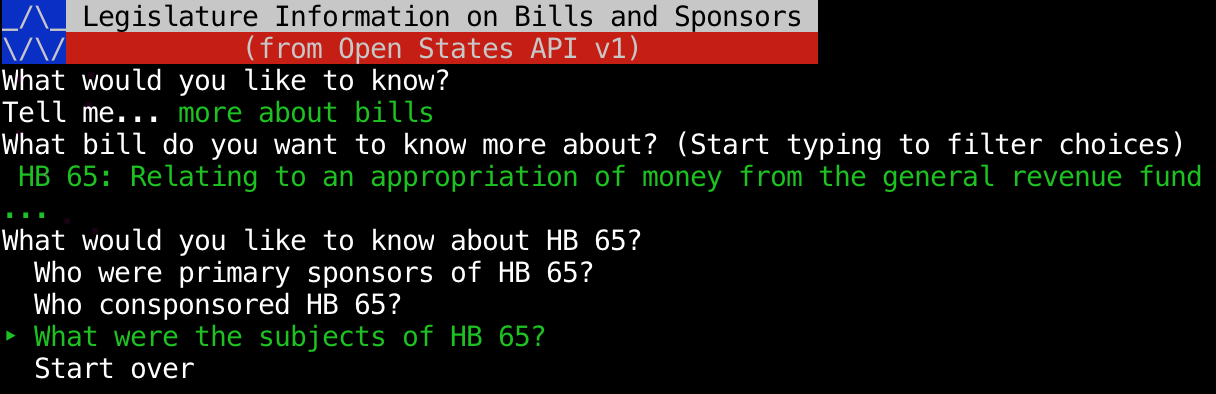 _/\_ Legislature Information on Bills and Sponsors
\/\/ (from Open States API v1)
What would you like to know?
Tell me... more about bills
What bill do you want to know more about? (Start typing to filter choices)
HB 65: Relating to an appropriation of money from the general revenue fund
...
What would you like to know about HB 65?
Who were primary sponsors of HB 65?
Who consponsored HB 65?
‣ What were the subjects of HB 65?
Start over